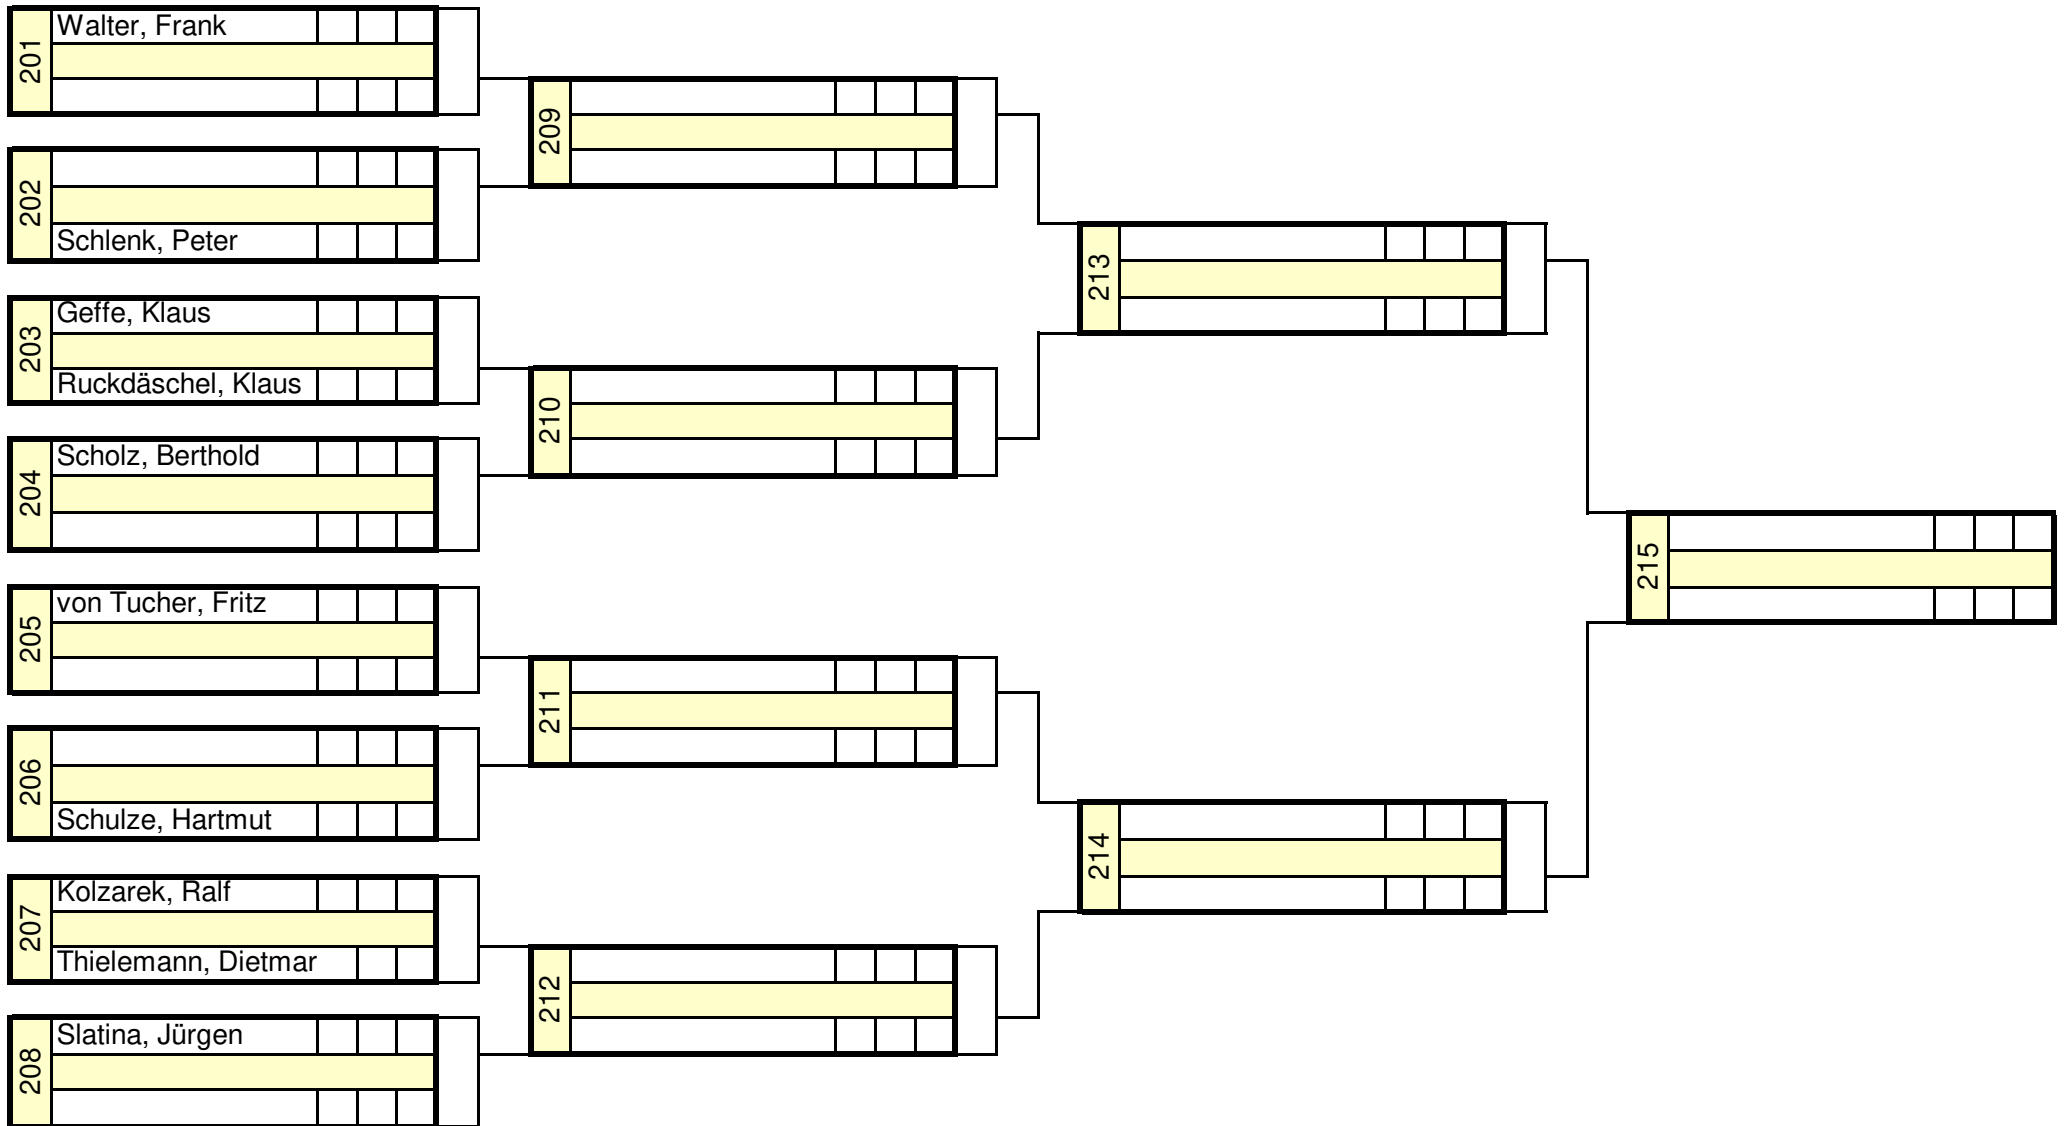 201
Walter, Frank
202
Schlenk, Peter
203
Geffe, Klaus
Ruckdäschel, Klaus
204
Scholz, Berthold
205
von Tucher, Fritz
206
Schulze, Hartmut
207
Kolzarek, Ralf
Thielemann, Dietmar
208
Slatina, Jürgen
209
210
211
212
213
214
215